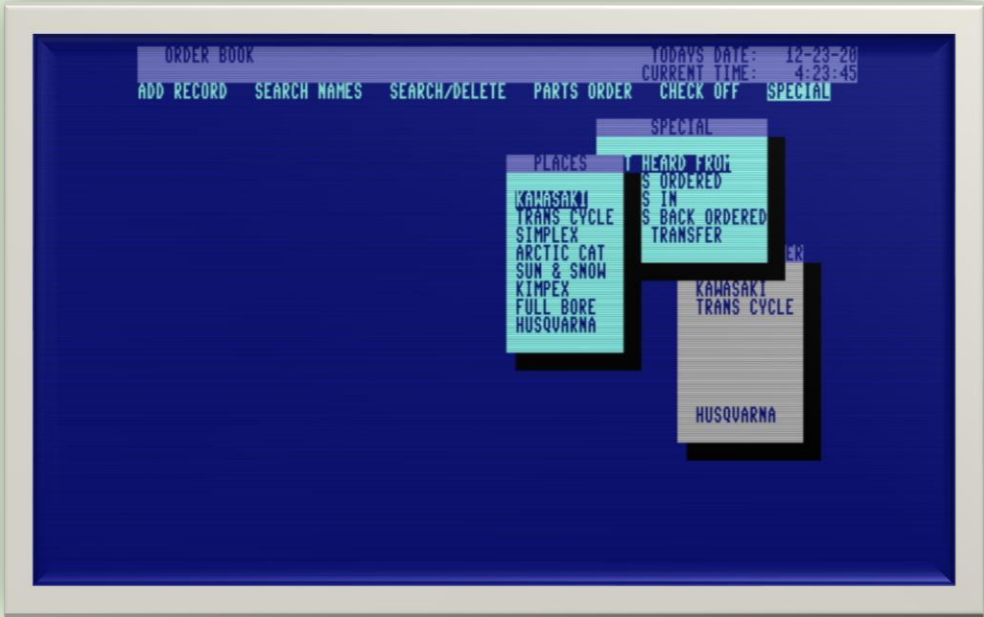 ORDER BOOK
TODAYS DATE: 12-23-20
CURRENT TIME: 4:23:45
ADD RECORD SEARCH NAMES SEARCH/DELETE PARTS ORDER CHECK OFF SPECIAL
SPECIAL
T HEARD FROM
S ORDERED
S IN
S BACK ORDERED
TRANSFER
PLACES
KAWASAKI
TRANS CYCLE
SIMPLEX
ARCTIC CAT
SUN & SNOW
KIMPEX
FULL BORE
HUSQVARNA
ER
KAWASAKI
TRANS CYCLE
HUSQVARNA